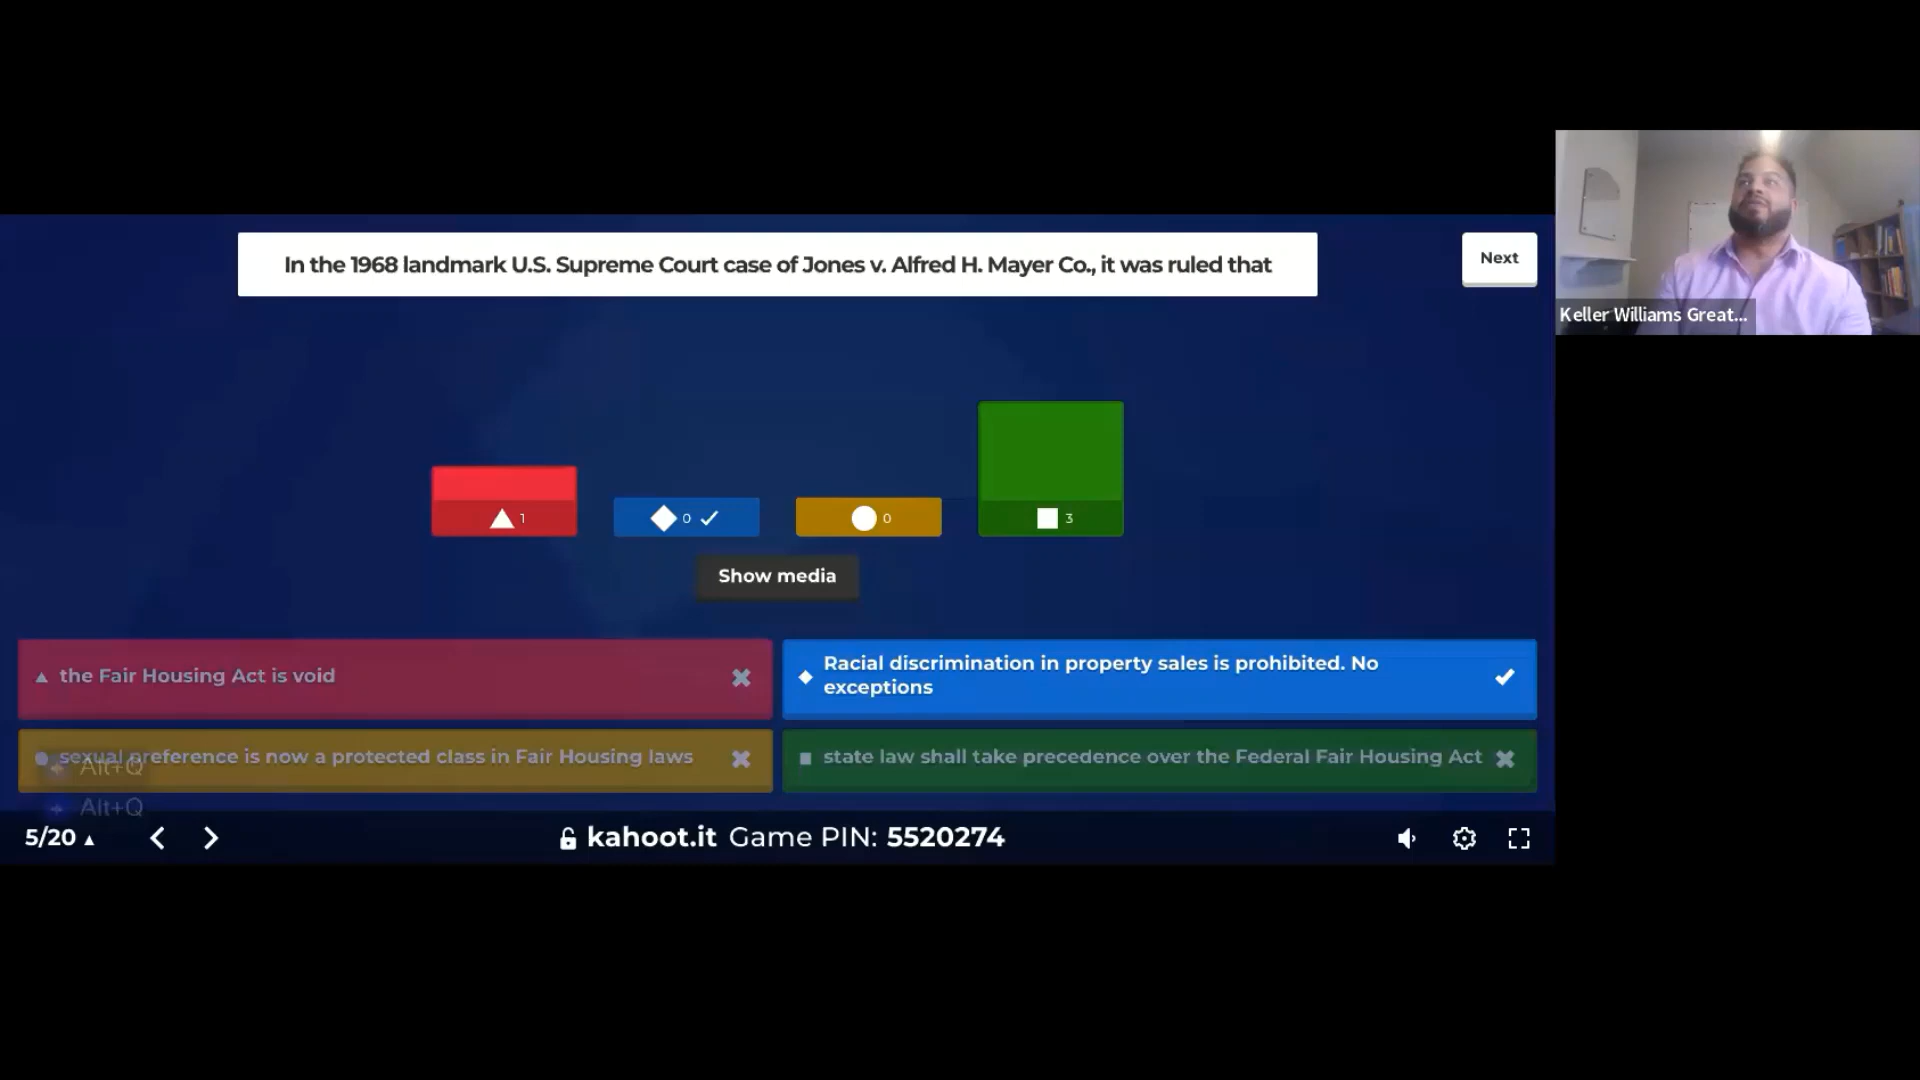 In the 1968 landmark U.S. Supreme Court case of Jones v. Alfred H. Mayer Co., it was ruled that
Next
Keller Williams Great...
1
0
0
3
Show media
the Fair Housing Act is void
Racial discrimination in property sales is prohibited. No
exceptions
sexual preference is now a protected class in Fair Housing laws
state law shall take precedence over the Federal Fair Housing Act
Alt+Q
Alt+Q
5/20
kahoot.it Game PIN: 5520274